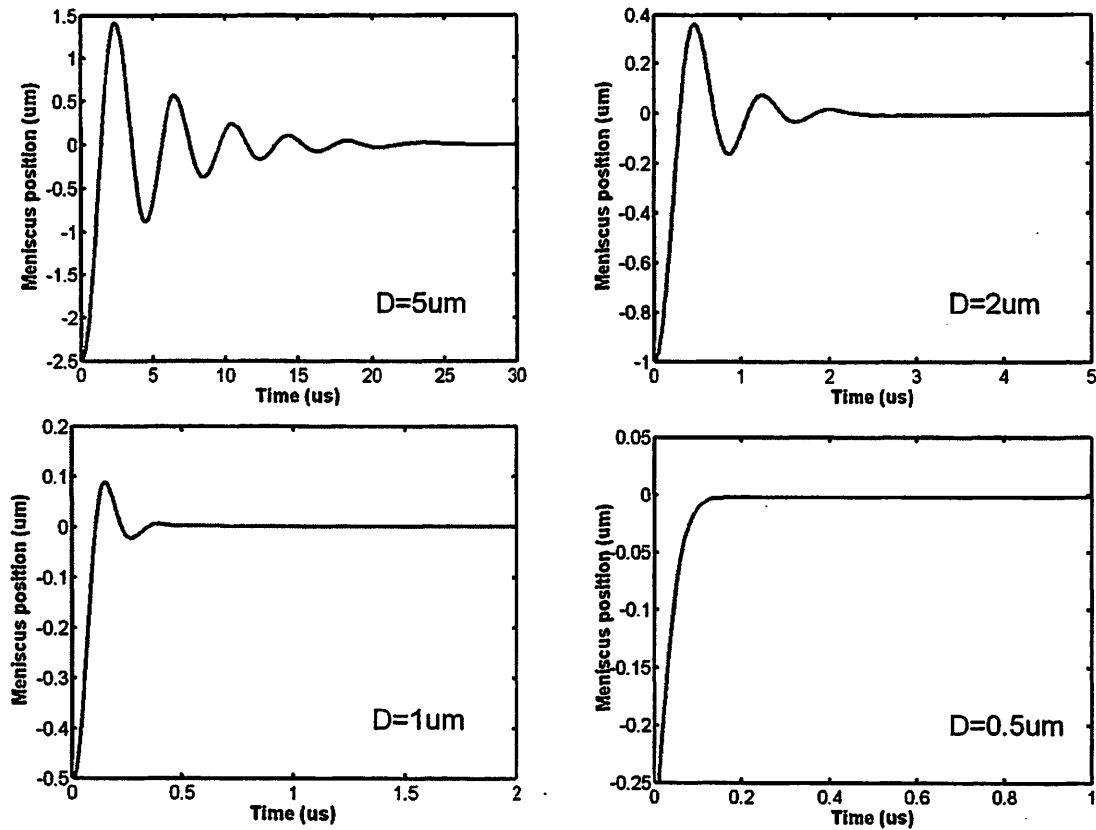 1.5
1
0.5
0
-0.5
-1
-1.5
-2
-2.5
Meniscus position (um)
D=5um
0 5 10 15 20 25 30
Time (us)
0.4
0.2
0
-0.2
-0.4
-0.6
-0.8
-1
Meniscus position (um)
D=2um
0 1 2 3 4 5
Time (us)
0.2
0.1
0
-0.1
-0.2
-0.3
-0.4
-0.5
Meniscus position (um)
D=1um
0 0.5 1 1.5 2
Time (us)
0.05
0
-0.05
-0.1
-0.15
-0.2
-0.25
Meniscus position (um)
D=0.5um
0 0.2 0.4 0.6 0.8 1
Time (us)